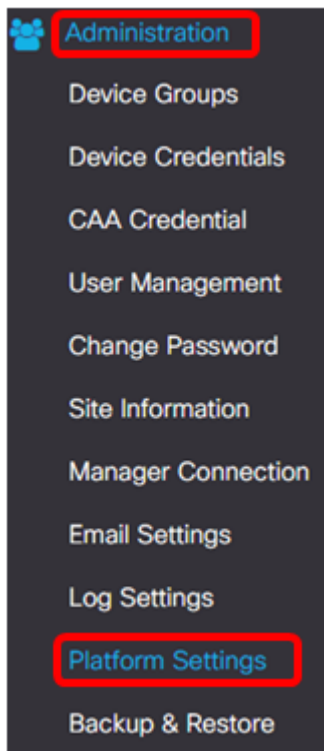 Administration
Device Groups
Device Credentials
CAA Credential
User Management
Change Password
Site Information
Manager Connection
Email Settings
Log Settings
Platform Settings
Backup & Restore